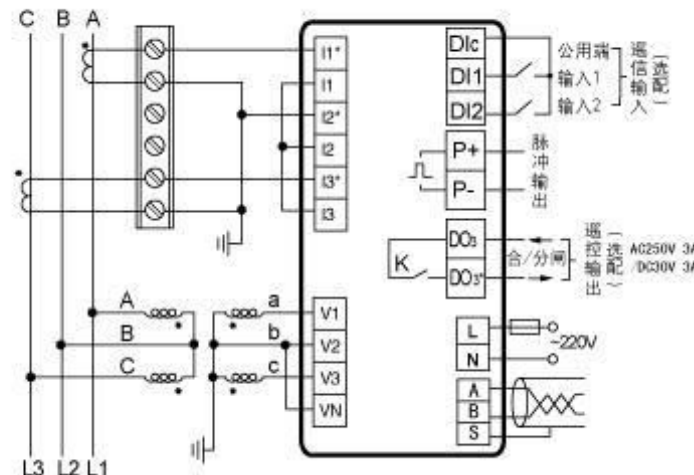 C B A
I1*
I1
I2*
I2
I3*
I3
DIc
DI1
DI2
公用端
输入1
输入2
遥信输入
(选配)
P+
P-
脉冲输出
K
DO3
DO3*
合/分闸
遥控输出
(选配)
AC250V 3A
/DC30V 3A
A
B
C
a
b
c
V1
V2
V3
VN
L
N
~220V
A
B
S
L3 L2 L1